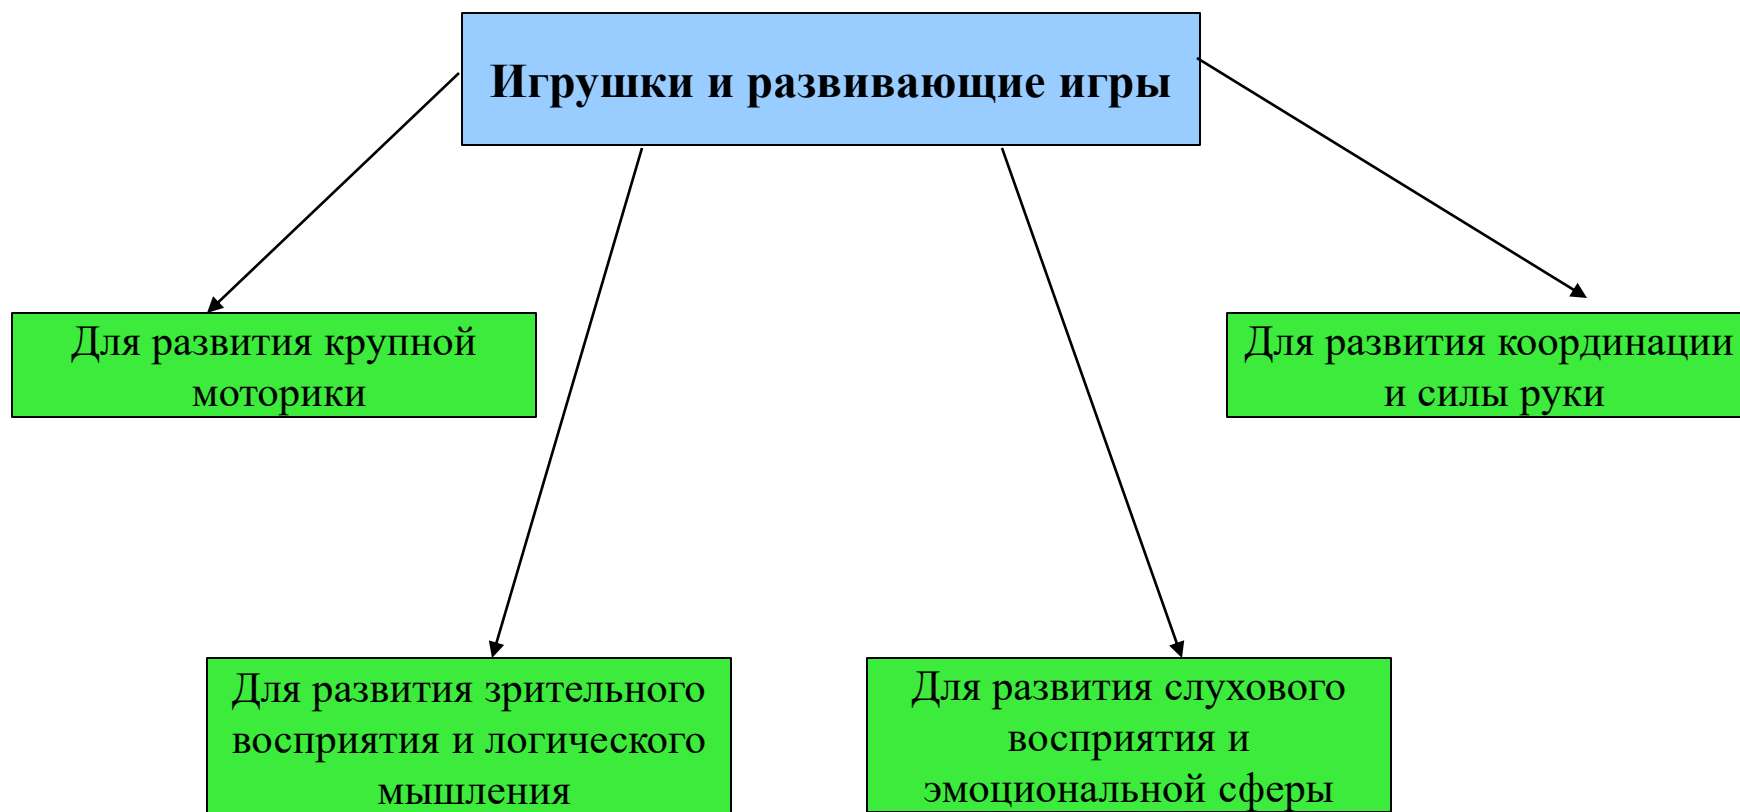 Игрушки и развивающие игры
Для развития крупной
моторики
Для развития координации
и силы руки
Для развития зрительного
восприятия и логического
мышления
Для развития слухового
восприятия и
эмоциональной сферы